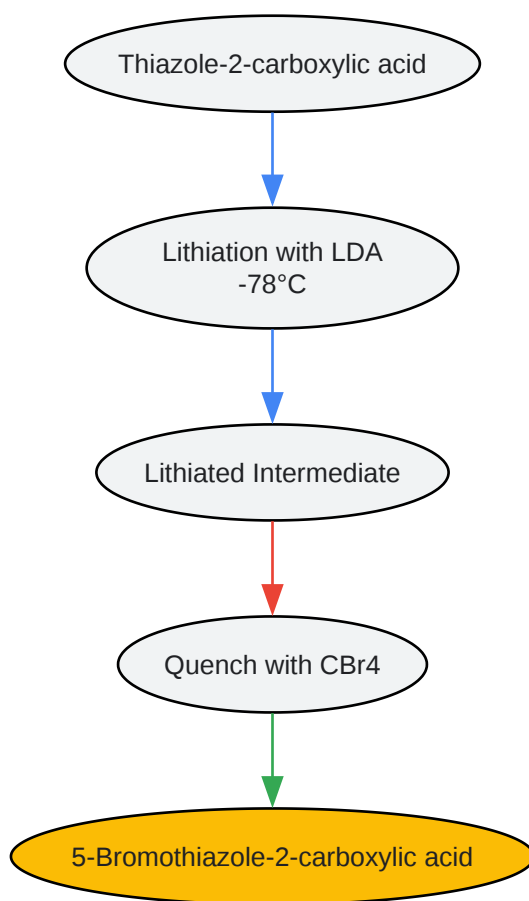 Thiazole-2-carboxylic acid
Lithiation with LDA
-78°C
Lithiated Intermediate
Quench with CBr4
5-Bromothiazole-2-carboxylic acid